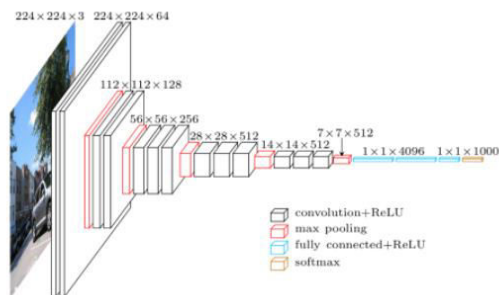 224×224×3 224×224×64
112×112×128
56×56×256
28×28×512
14×14×512
7×7×512
1×1×4096 1×1×1000
convolution+ReLU
max pooling
fully connected+ReLU
softmax